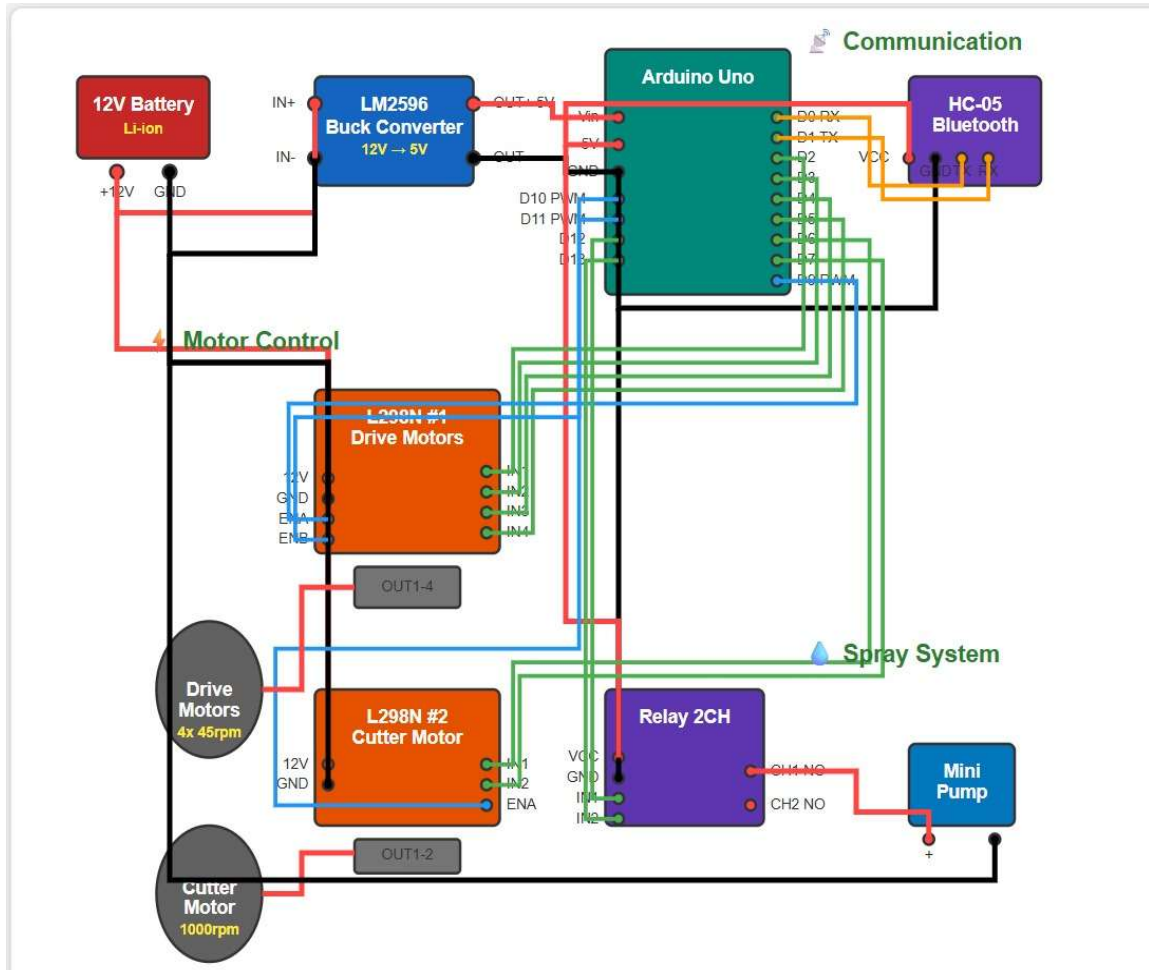 Communication
12V Battery
Li-ion
+12V
GND
LM2596
Buck Converter
12V → 5V
IN+
IN-
OUT+ 5V
OUT-
Arduino Uno
Vin
5V
GND
D10 PWM
D11 PWM
D12
D13
D0 RX
D1 TX
D2
D3
D4
D5
D6
D7
D9 PWM
HC-05
Bluetooth
VCC
GND
TX
RX
Motor Control
L298N #1
Drive Motors
12V
GND
ENA
ENB
IN1
IN2
IN3
IN4
OUT1-4
Drive
Motors
4x 45rpm
L298N #2
Cutter Motor
12V
GND
IN1
IN2
ENA
OUT1-2
Cutter
Motor
1000rpm
Spray System
Relay 2CH
VCC
GND
IN1
IN2
CH1 NO
CH2 NO
Mini
Pump
+